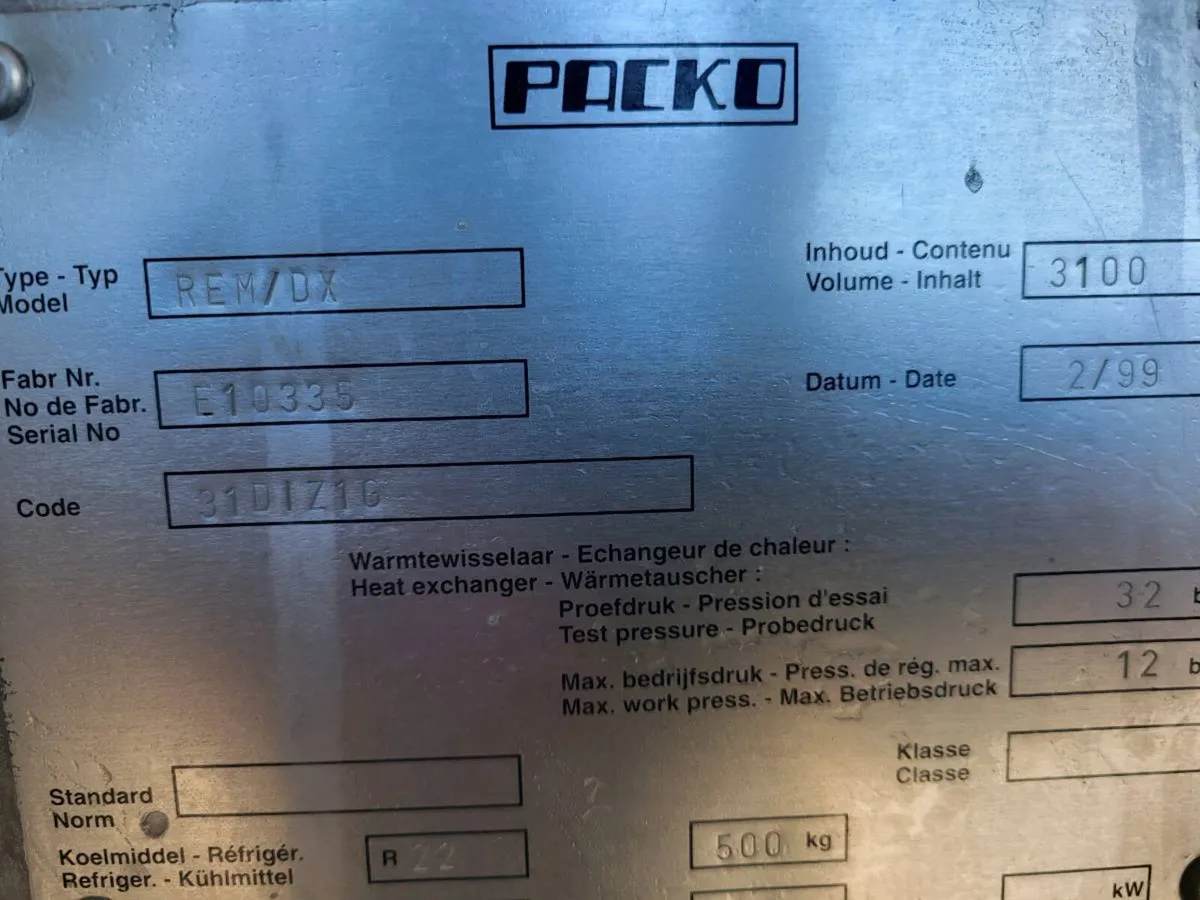 PACKO
Type - Typ
Model
REM/DX
Inhoud - Contenu
Volume - Inhalt
3100
Fabr Nr.
No de Fabr.
Serial No
E10335
Datum - Date
2/99
Code
31DIZ1G
Warmtewisselaar - Echangeur de chaleur :
Heat exchanger - Wärmetauscher :
Proefdruk - Pression d'essai
Test pressure - Probedruck
32 b
Max. bedrijfsdruk - Press. de rég. max.
Max. work press. - Max. Betriebsdruck
12 b
Klasse
Classe
Standard
Norm
Koelmiddel - Réfrigér.
Refriger. - Kühlmittel
R 22
500 kg
kW